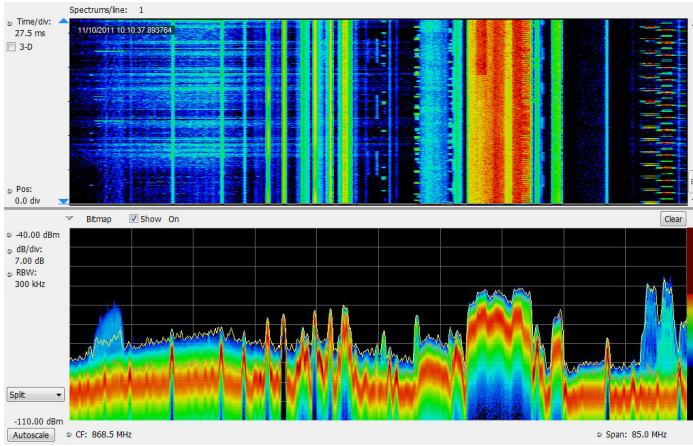 Spectrums/line: 1
Time/div:
27.5 ms
3-D
11/10/2011 10:10:37.893764
Pos:
0.0 div
Bitmap Show On Clear
-40.00 dBm
dB/div:
7.00 dB
RBW:
300 kHz
Split
-110.00 dBm
Autoscale CF: 868.5 MHz Span: 85.0 MHz